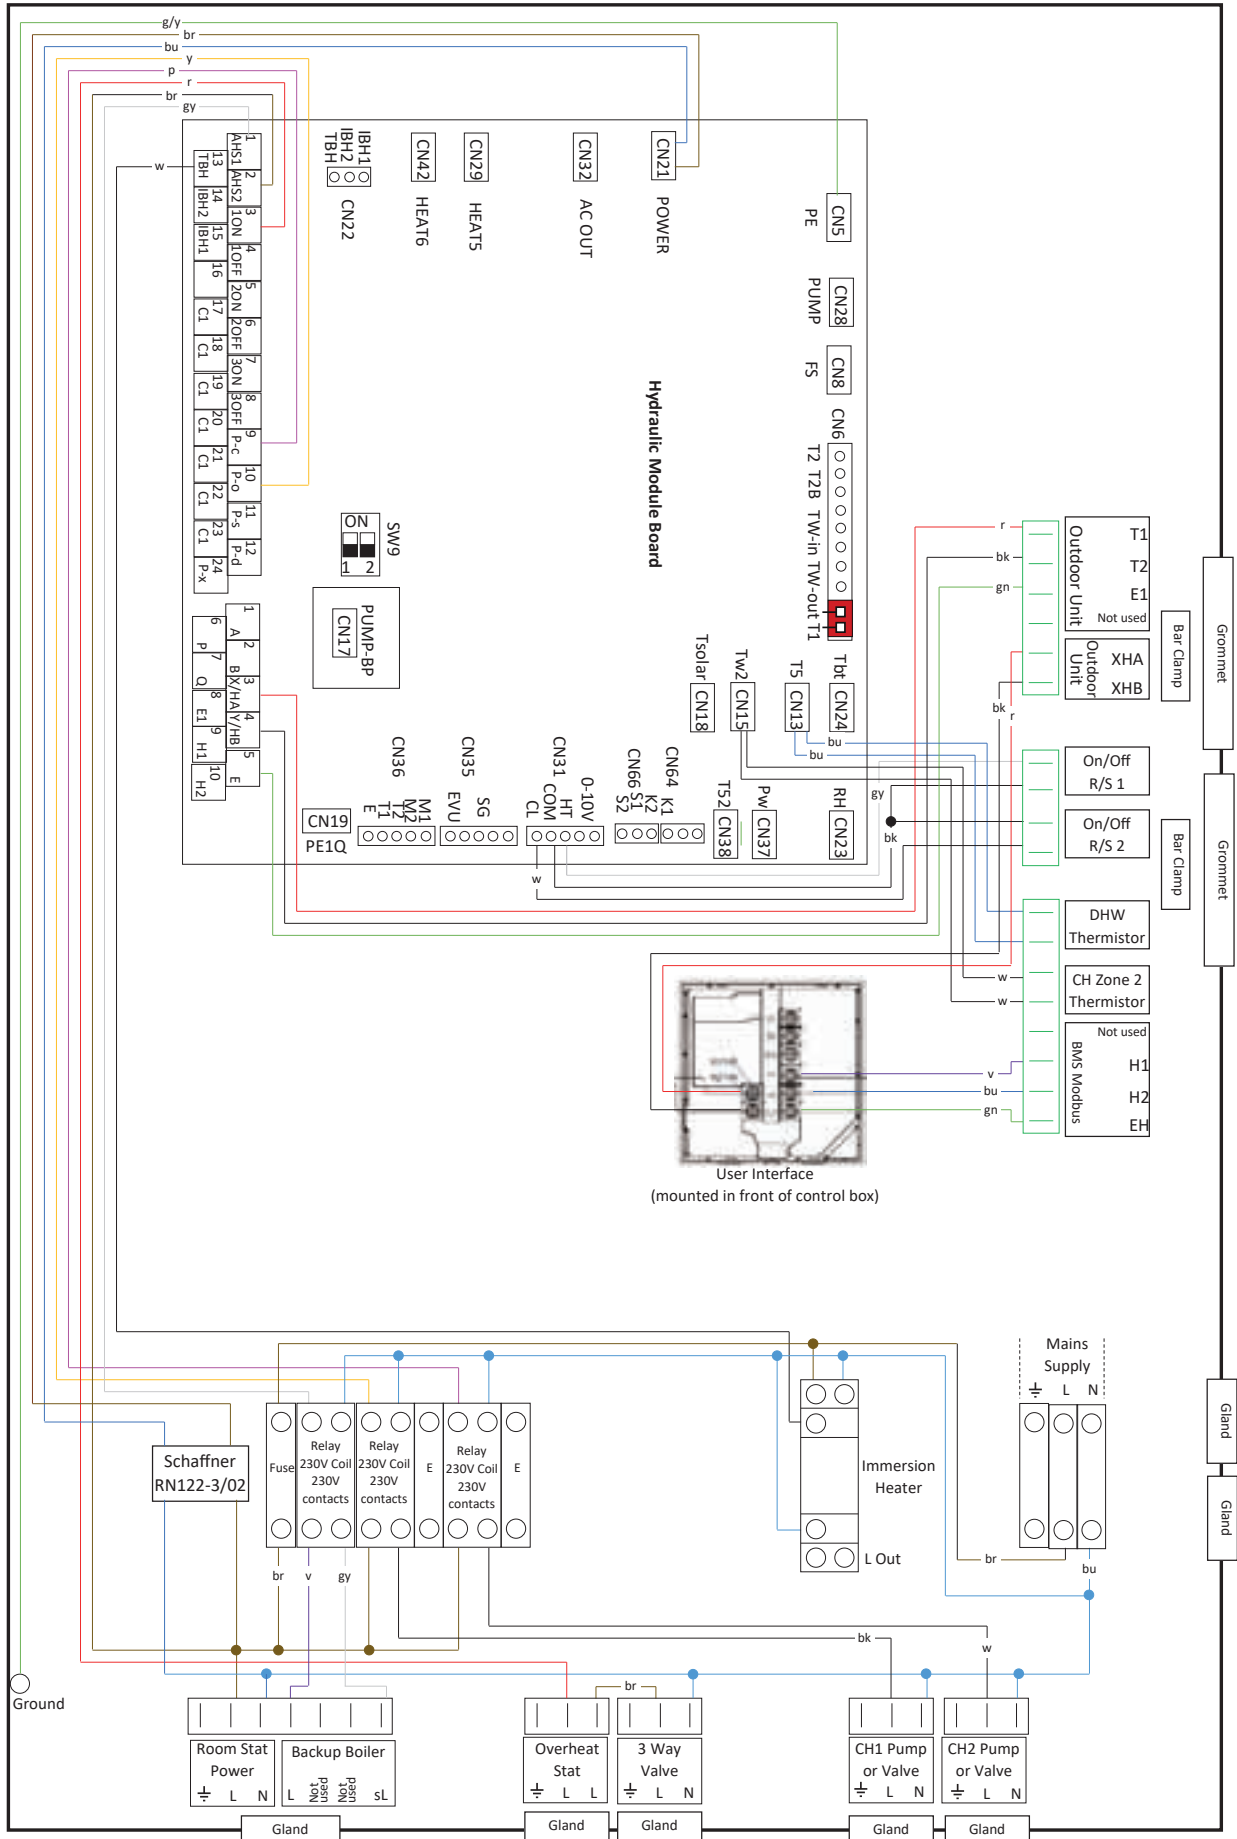 g/y
br
bu
y
p
r
br
gy
w
1
AHS1
2
AHS2
3
1ON
4
1OFF
5
2ON
6
2OFF
7
3ON
8
3OFF
9
P-c
10
P-o
11
P-s
12
P-d
13
TBH
14
IBH2
15
IBH1
16
17
C1
18
C1
19
C1
20
C1
21
C1
22
C1
23
C1
24
P-x
IBH1
IBH2
TBH
CN22
CN42
HEAT6
CN29
HEAT5
CN32
AC OUT
CN21
POWER
CN5
PE
CN28
PUMP
CN8
FS
CN6
T2 T2B TW-in TW-out T1
Hydraulic Module Board
ON
1 2
SW9
PUMP-BP
CN17
1
A
2
B
3
X/HA
4
Y/HB
5
E
6
P
7
Q
8
E1
9
H1
10
H2
Tsolar
CN18
Tw2
CN15
T5
CN13
Tbt
CN24
bu
bu
CN19
PE1Q
CN36
E
T1
T2
M2
M1
CN35
EVU
SG
CN31
CL
COM
HT
0-10V
CN66
S2
S1
K2
CN64
K1
T52
CN38
Pw
CN37
RH
CN23
w
gy
bk
r
bk
gn
bk
r
Outdoor Unit
T1
T2
E1
Not used
Outdoor
Unit
XHA
XHB
Bar Clamp
Grommet
On/Off
R/S 1
On/Off
R/S 2
Bar Clamp
Grommet
DHW
Thermistor
w
w
CH Zone 2
Thermistor
Not used
BMS Modbus
H1
H2
EH
v
bu
gn
User Interface
(mounted in front of control box)
Mains
Supply
L
N
Gland
Gland
Schaffner
RN122-3/02
Fuse
Relay
230V Coil
230V
contacts
Relay
230V Coil
230V
contacts
E
Relay
230V Coil
230V
contacts
E
Immersion
Heater
L Out
br
bu
br
v
gy
bk
w
br
Ground
Room Stat
Power
L
N
Backup Boiler
L
Not
used
Not
used
sL
Overheat
Stat
L
L
3 Way
Valve
L
N
CH1 Pump
or Valve
L
N
CH2 Pump
or Valve
L
N
Gland
Gland
Gland
Gland
Gland